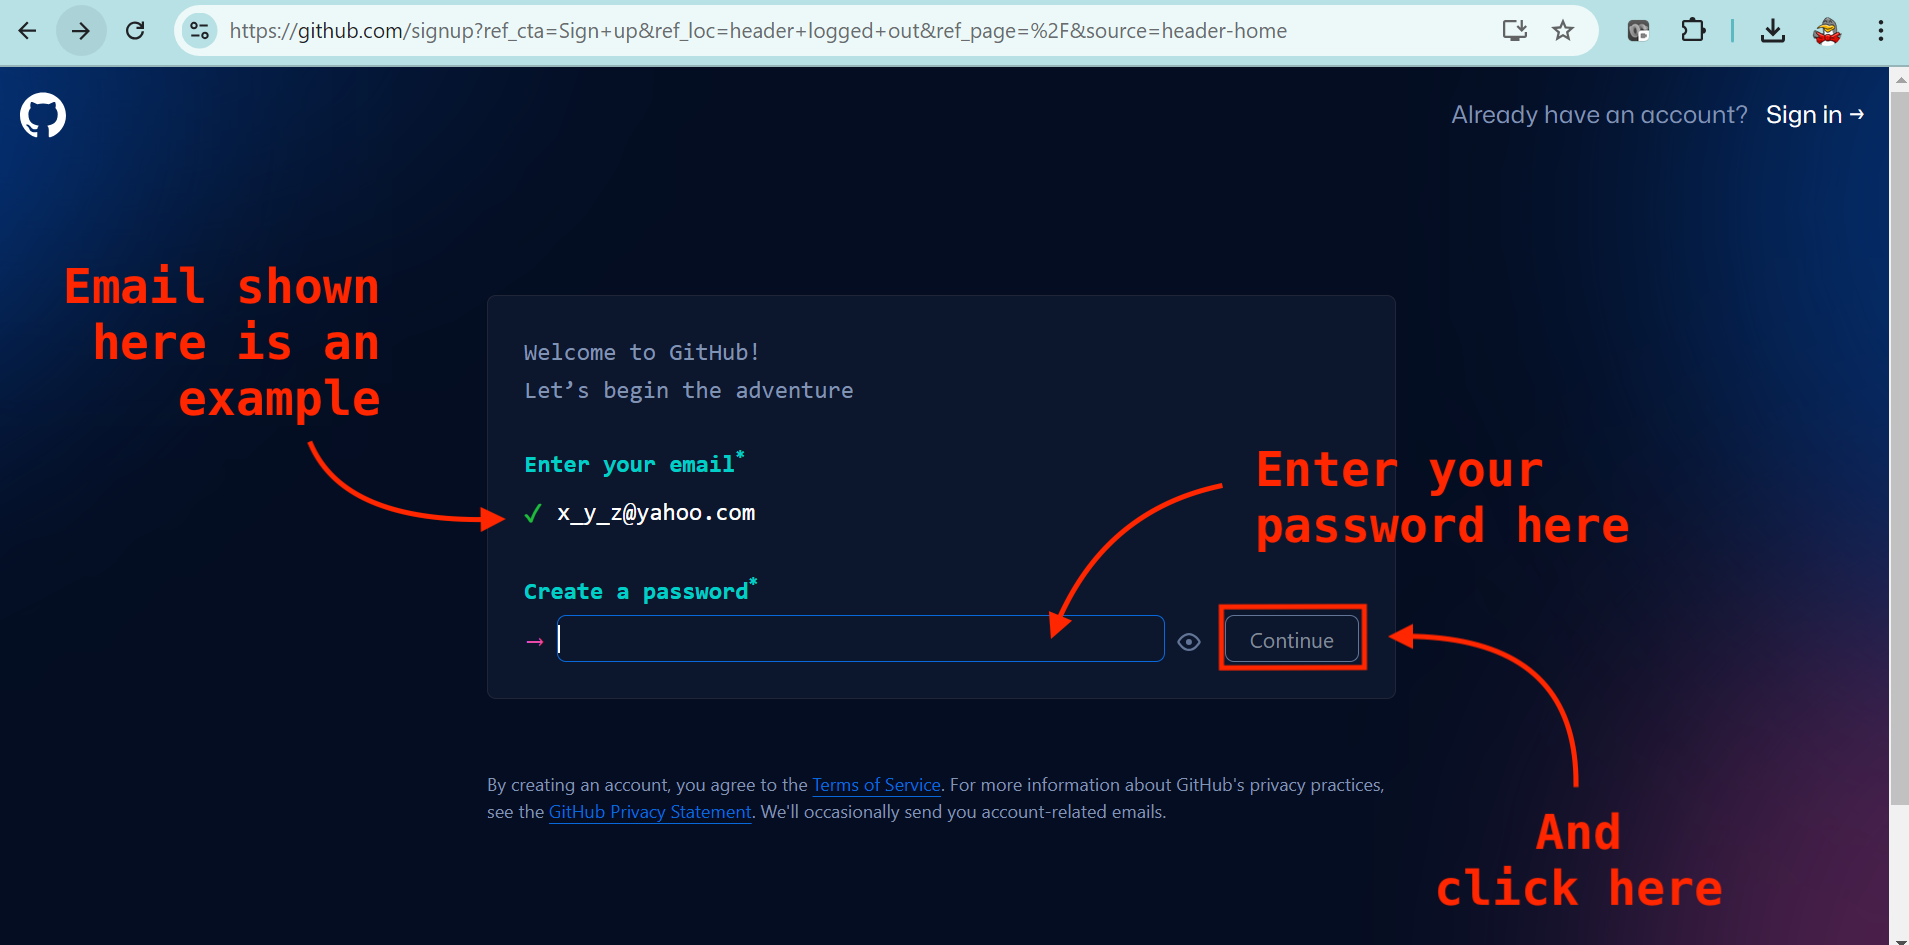 https://github.com/signup?ref_cta=Sign+up&ref_loc=header+logged+out&ref_page=%2F&source=header-home
Already have an account? Sign in →
Email shown
here is an
example
Welcome to GitHub!
Let’s begin the adventure
Enter your email*
✓ x_y_z@yahoo.com
Enter your
password here
Create a password*
→
Continue
By creating an account, you agree to the Terms of Service. For more information about GitHub's privacy practices,
see the GitHub Privacy Statement. We'll occasionally send you account-related emails.
And
click here